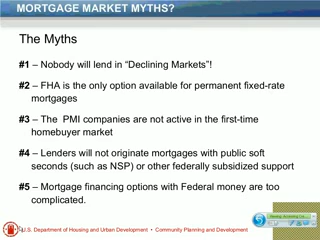 MORTGAGE MARKET MYTHS?
The Myths
#1 – Nobody will lend in “Declining Markets”!
#2 – FHA is the only option available for permanent fixed-rate
mortgages
#3 – The PMI companies are not active in the first-time
homebuyer market
#4 – Lenders will not originate mortgages with public soft
seconds (such as NSP) or other federally subsidized support
#5 – Mortgage financing options with Federal money are too
complicated.
U.S. Department of Housing and Urban Development • Community Planning and Development